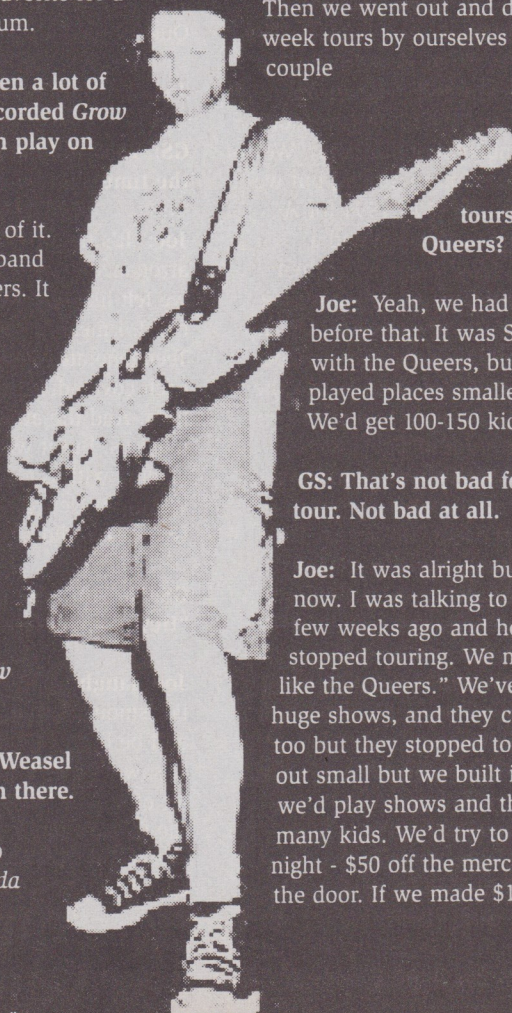 um.
en a lot of
corded Grow
n play on
of it.
band
ers. It
w
Weasel
n there.
o
da
Then we went out and d
week tours by ourselves
couple
tours
Queers?
Joe: Yeah, we had
before that. It was S
with the Queers, bu
played places smalle
We'd get 100-150 kid
GS: That's not bad fo
tour. Not bad at all.
Joe: It was alright bu
now. I was talking to
few weeks ago and he
stopped touring. We n
like the Queers." We've
huge shows, and they c
too but they stopped to
out small but we built i
we'd play shows and th
many kids. We'd try to
night - $50 off the merc
the door. If we made $1